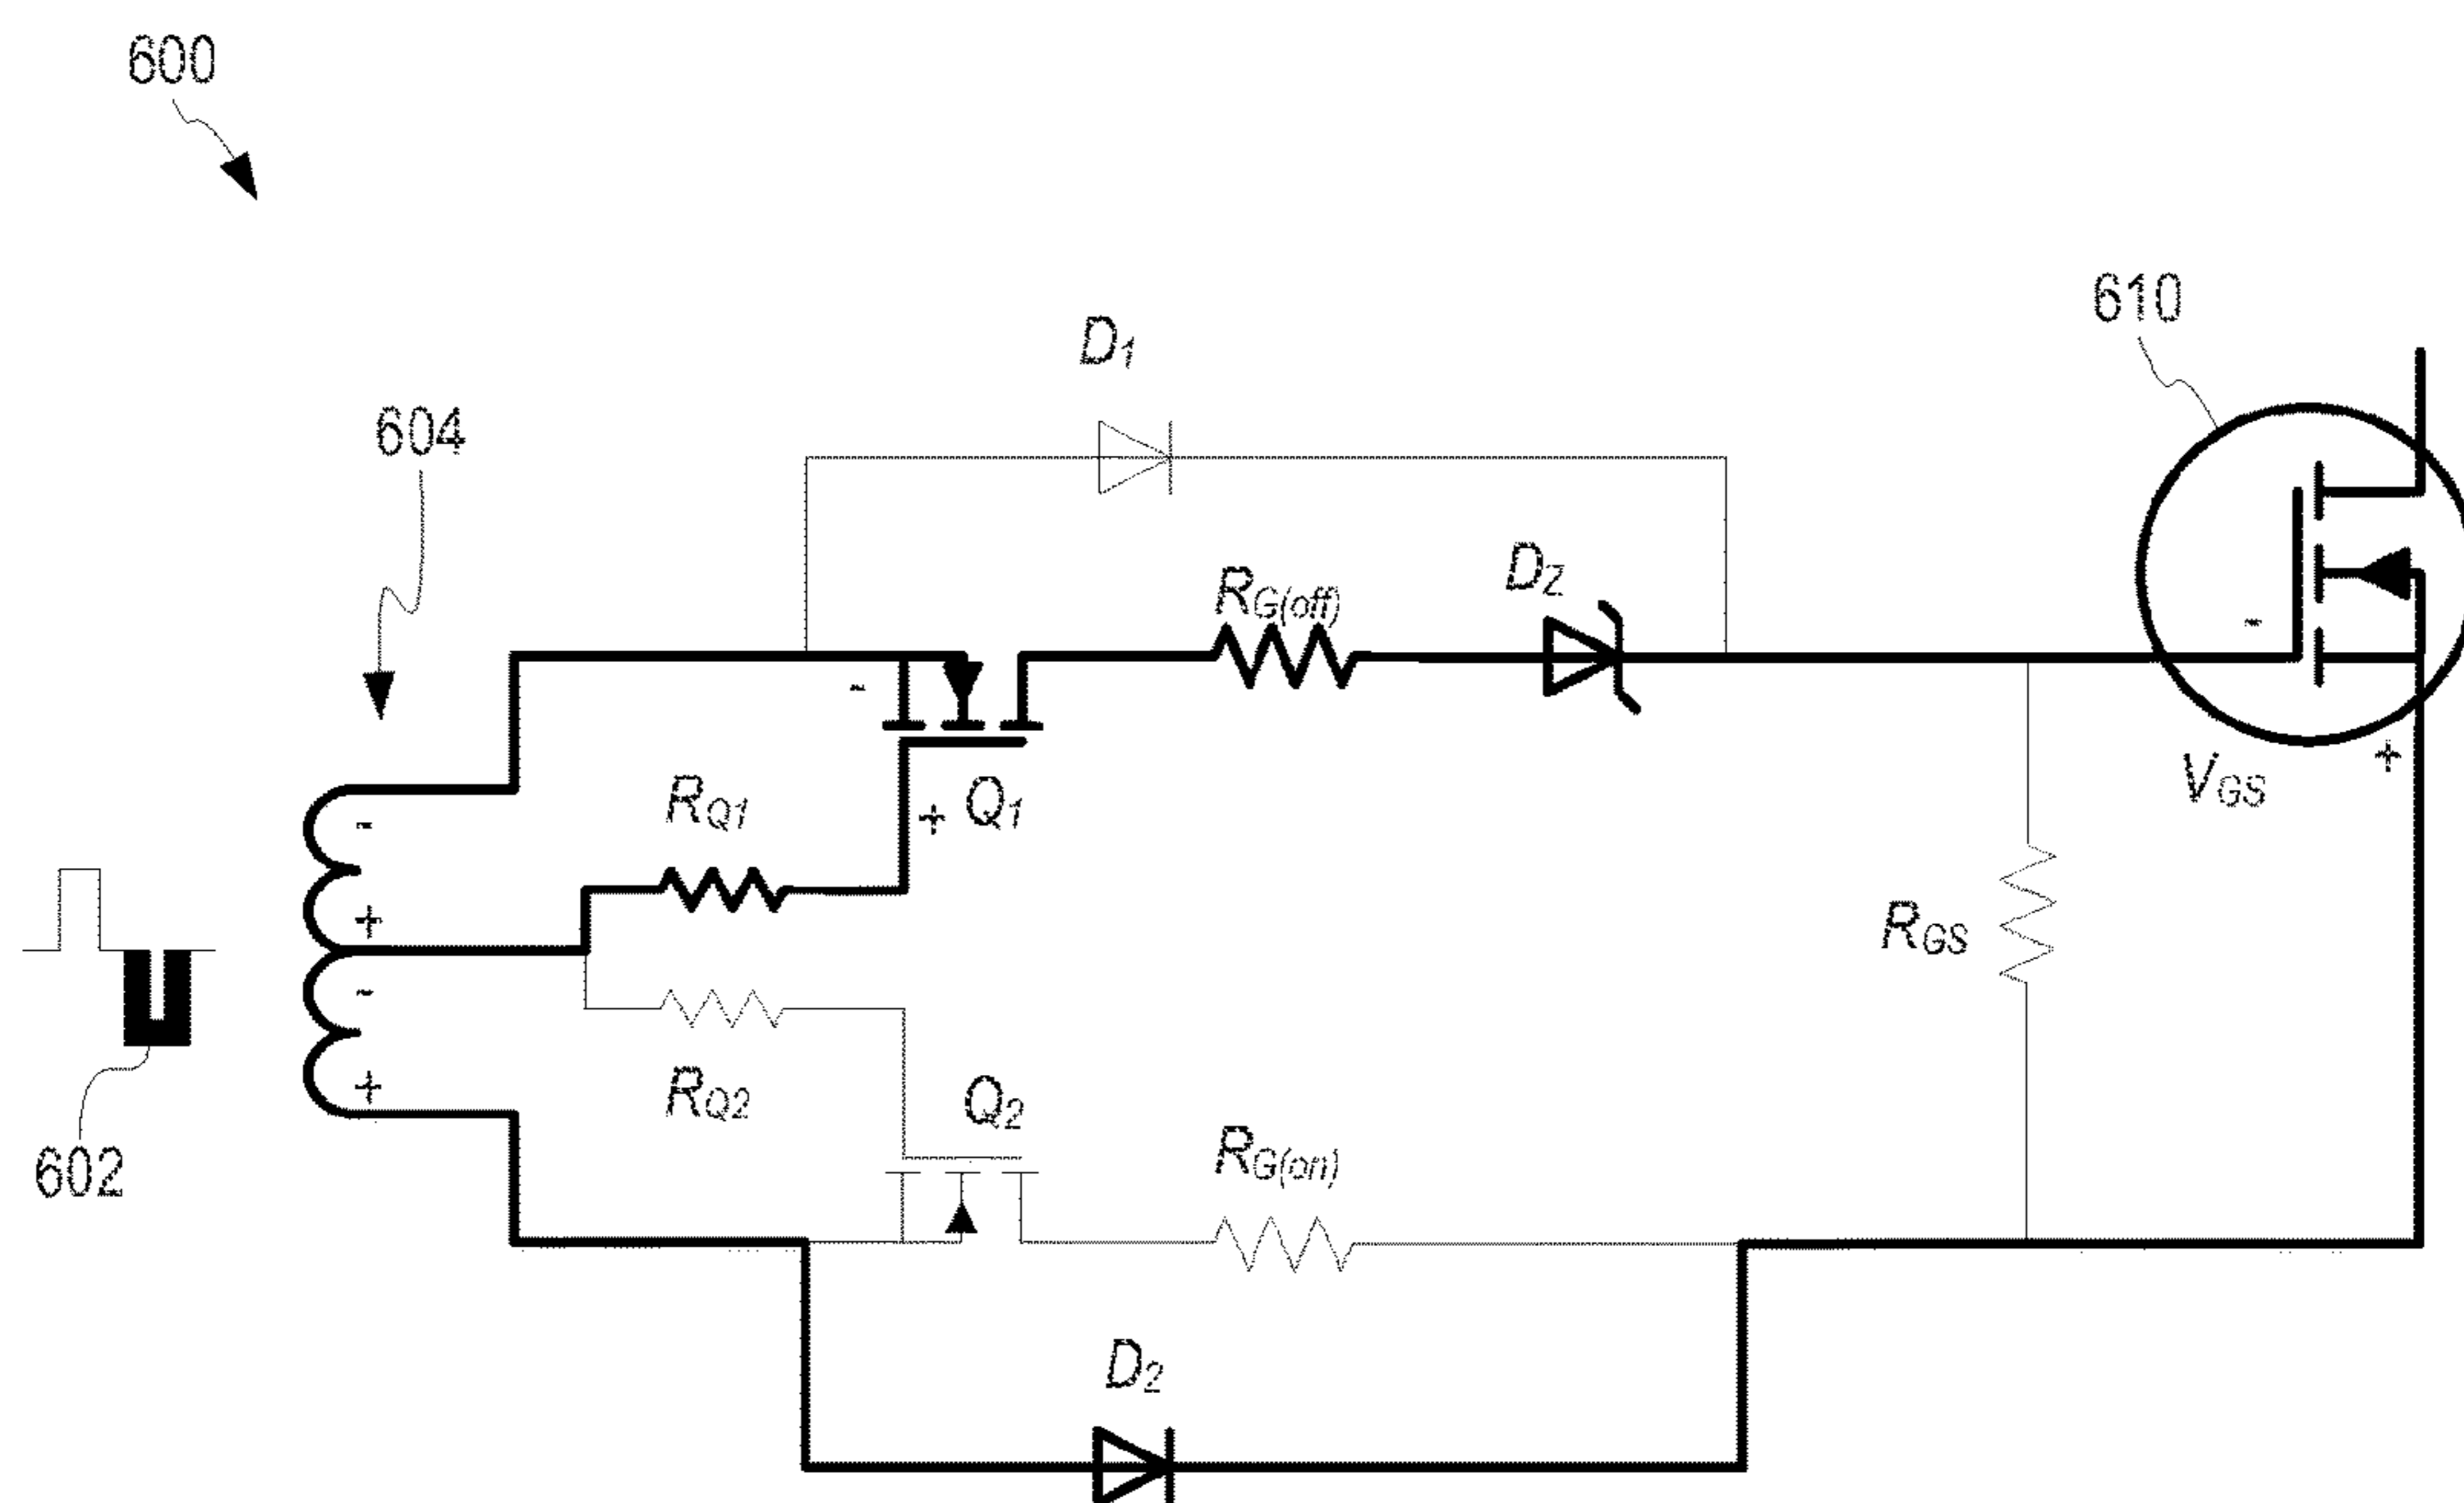 600
610
D1
604
RG(off)
DZ
-
-
+
VGS
-
RQ1
+
Q1
+
RGS
-
+
RQ2
Q2
RG(on)
602
D2